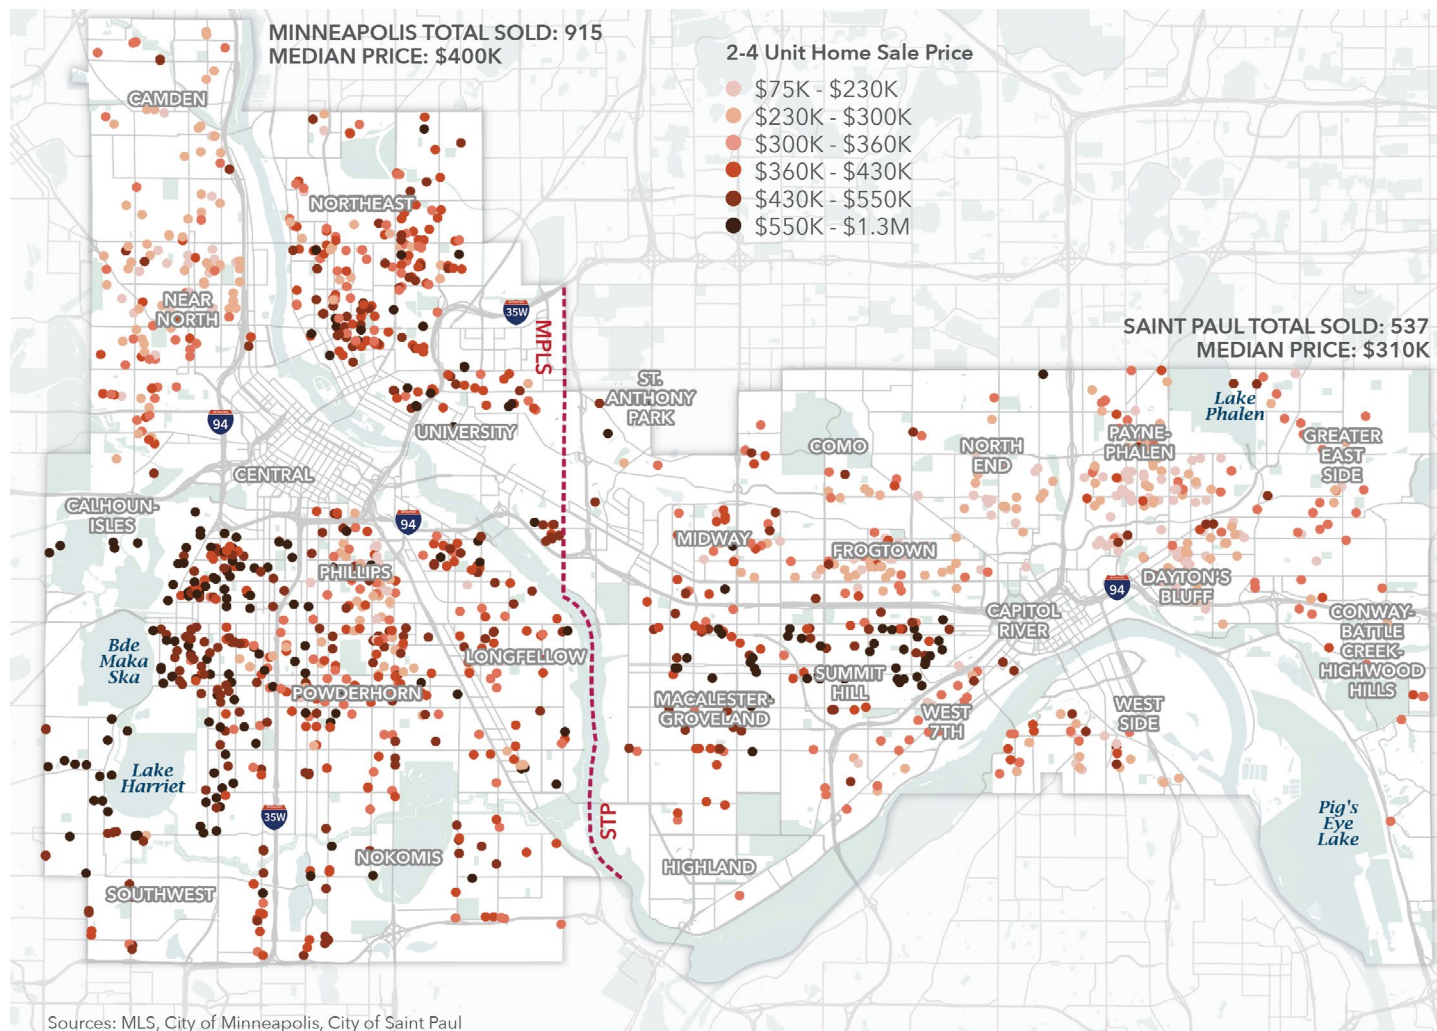 MINNEAPOLIS TOTAL SOLD: 915
MEDIAN PRICE: $400K
2-4 Unit Home Sale Price
$75K - $230K
$230K - $300K
$300K - $360K
$360K - $430K
$430K - $550K
$550K - $1.3M
CAMDEN
NORTHEAST
NEAR
NORTH
35W
MPLS
SAINT PAUL TOTAL SOLD: 537
MEDIAN PRICE: $310K
ST.
ANTHONY
PARK
Lake
Phalen
94
UNIVERSITY
COMO
NORTH
END
PAYNE-
PHALEN
GREATER
EAST
SIDE
CENTRAL
CALHOUN-
ISLES
94
MIDWAY
FROGTOWN
PHILLIPS
DAYTON'S
BLUFF
94
CAPITOL
RIVER
CONWAY-
BATTLE
CREEK-
HIGHWOOD
HILLS
Bde
Maka
Ska
LONGFELLOW
POWDERHORN
SUMMIT
HILL
MACALESTER-
GROVELAND
WEST
7TH
WEST
SIDE
Lake
Harriet
35W
STP
Pig's
Eye
Lake
NOKOMIS
HIGHLAND
SOUTHWEST
Sources: MLS, City of Minneapolis, City of Saint Paul